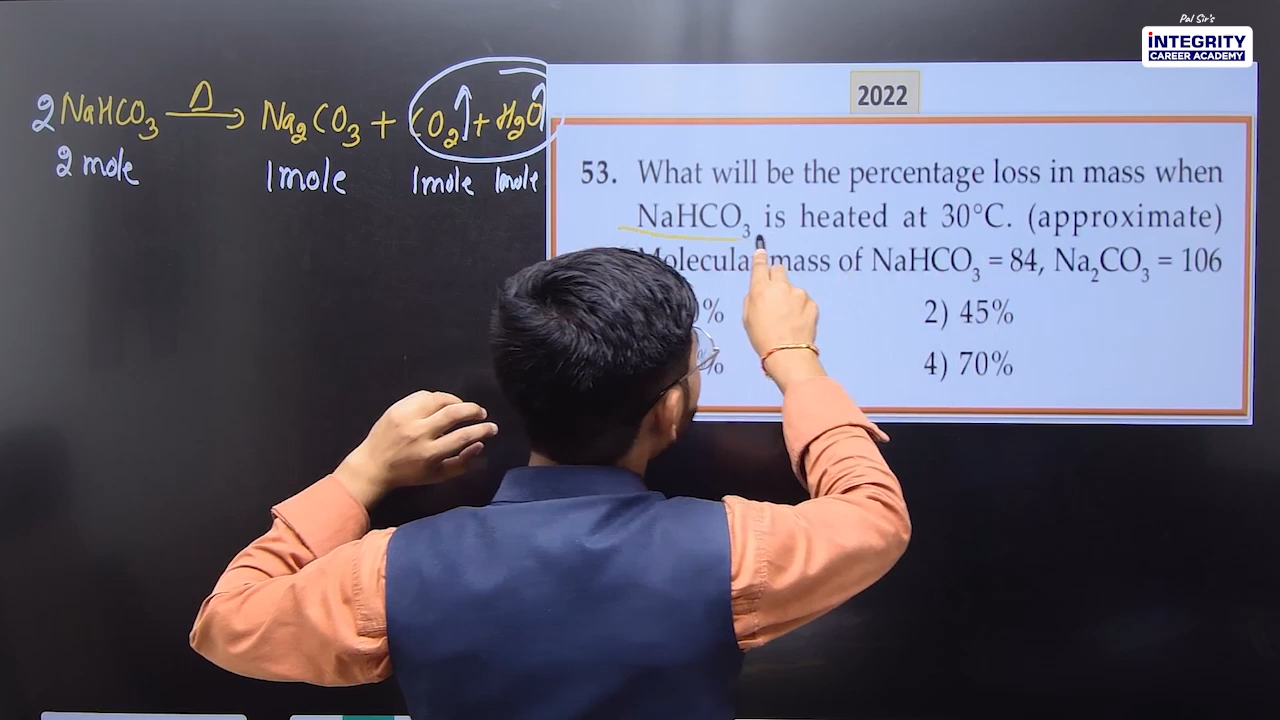 Pal Sir's
INTEGRITY
CAREER ACADEMY
2NaHCO₃ —Δ→ Na₂CO₃ + CO₂↑ + H₂O↑
2 mole 1mole 1mole 1mole
2022
53. What will be the percentage loss in mass when
NaHCO₃ is heated at 30°C. (approximate)
Molecular mass of NaHCO₃ = 84, Na₂CO₃ = 106
% 2) 45%
% 4) 70%